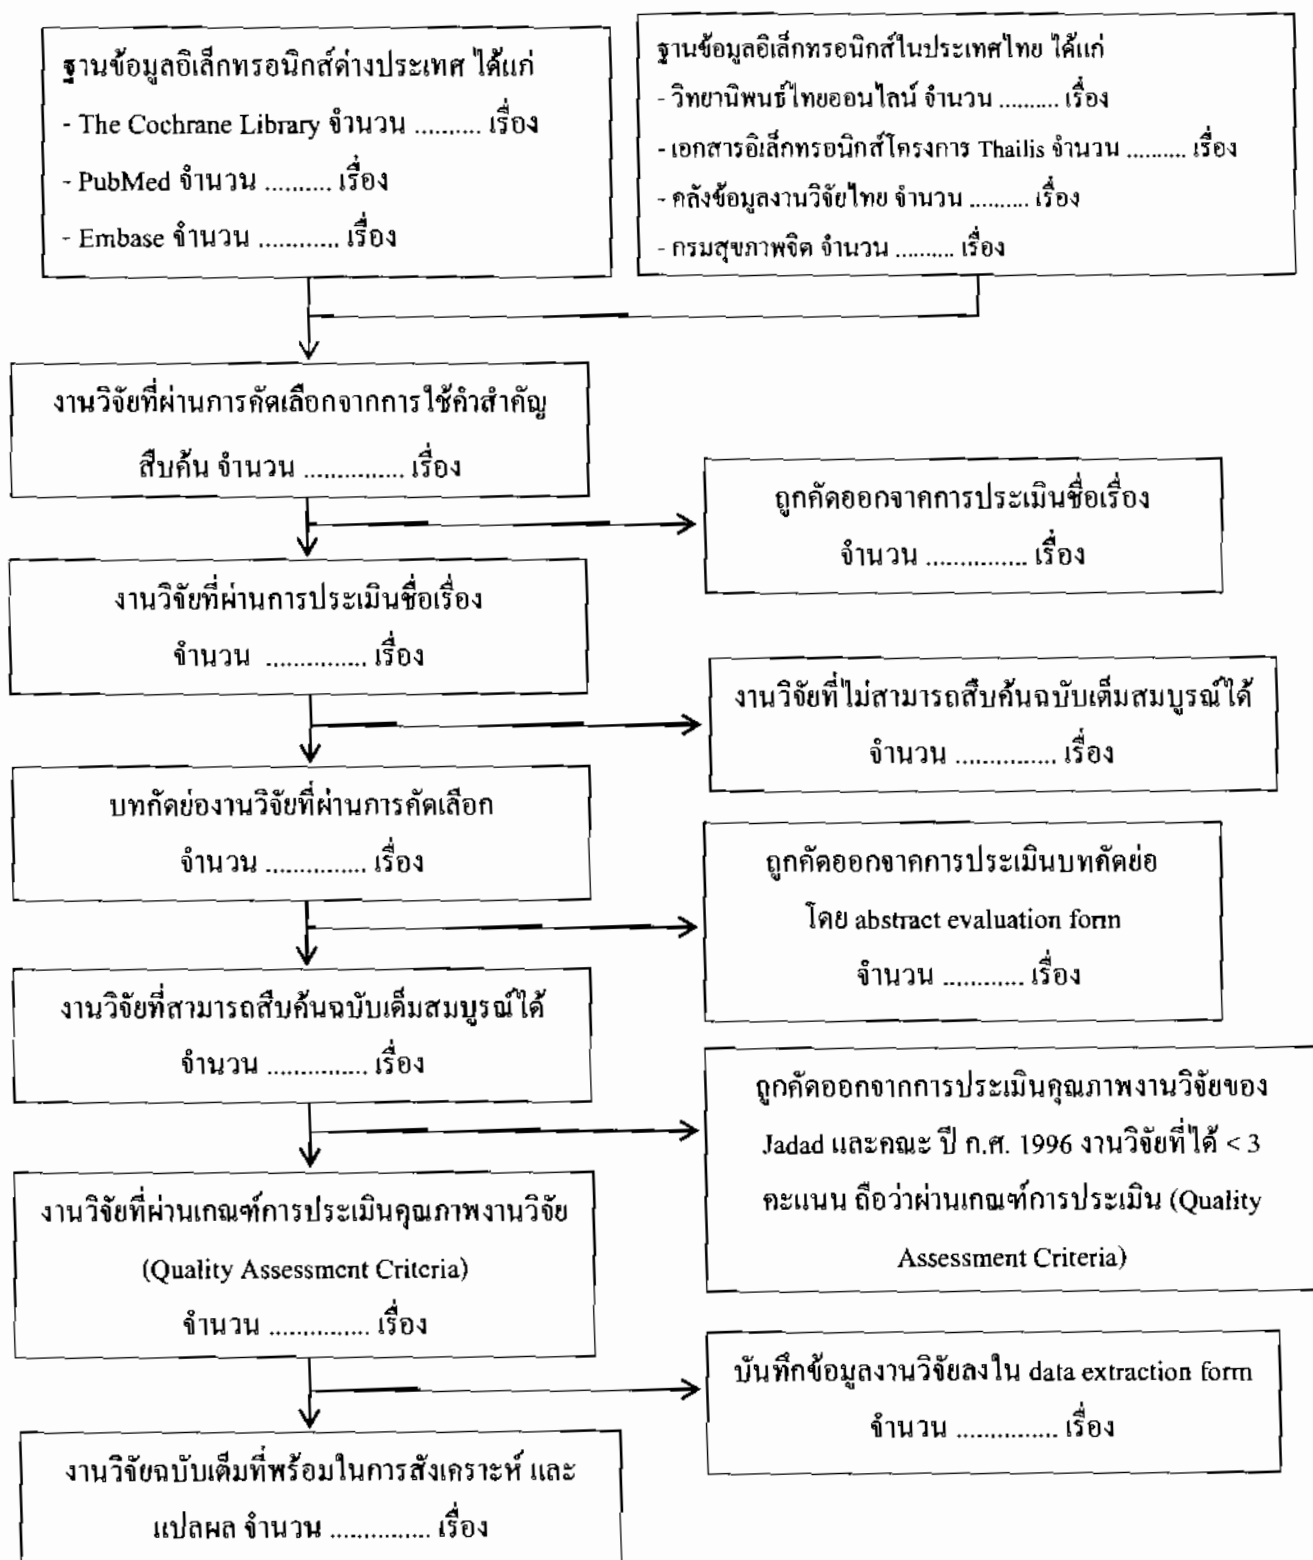 ฐานข้อมูลอิเล็กทรอนิกส์ต่างประเทศ ได้แก่
- The Cochrane Library จำนวน .......... เรื่อง
- PubMed จำนวน .......... เรื่อง
- Embase จำนวน ............ เรื่อง
ฐานข้อมูลอิเล็กทรอนิกส์ในประเทศไทย ได้แก่
- วิทยานิพนธ์ไทยออนไลน์ จำนวน .......... เรื่อง
- เอกสารอิเล็กทรอนิกส์โครงการ Thailis จำนวน .......... เรื่อง
- คลังข้อมูลงานวิจัยไทย จำนวน .......... เรื่อง
- กรมสุขภาพจิต จำนวน .......... เรื่อง
งานวิจัยที่ผ่านการคัดเลือกจากการใช้คำสำคัญ
สืบค้น จำนวน ............... เรื่อง
ถูกคัดออกจากการประเมินชื่อเรื่อง
จำนวน ............... เรื่อง
งานวิจัยที่ผ่านการประเมินชื่อเรื่อง
จำนวน ............... เรื่อง
งานวิจัยที่ไม่สามารถสืบค้นฉบับเต็มสมบูรณ์ได้
จำนวน ............... เรื่อง
บทคัดย่องานวิจัยที่ผ่านการคัดเลือก
จำนวน ............... เรื่อง
ถูกคัดออกจากการประเมินบทคัดย่อ
โดย abstract evaluation form
จำนวน ............ เรื่อง
งานวิจัยที่สามารถสืบค้นฉบับเต็มสมบูรณ์ได้
จำนวน ............... เรื่อง
ถูกคัดออกจากการประเมินคุณภาพงานวิจัยของ
Jadad และคณะ ปี ค.ศ. 1996 งานวิจัยที่ได้ < 3
คะแนน ถือว่าผ่านเกณฑ์การประเมิน (Quality
Assessment Criteria)
งานวิจัยที่ผ่านเกณฑ์การประเมินคุณภาพงานวิจัย
(Quality Assessment Criteria)
จำนวน ............... เรื่อง
บันทึกข้อมูลงานวิจัยลงใน data extraction form
จำนวน ............... เรื่อง
งานวิจัยฉบับเต็มที่พร้อมในการสังเคราะห์ และ
แปลผล จำนวน ............... เรื่อง